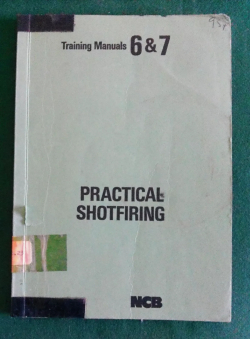 Training Manuals 6 & 7
PRACTICAL
SHOTFIRING
NCB